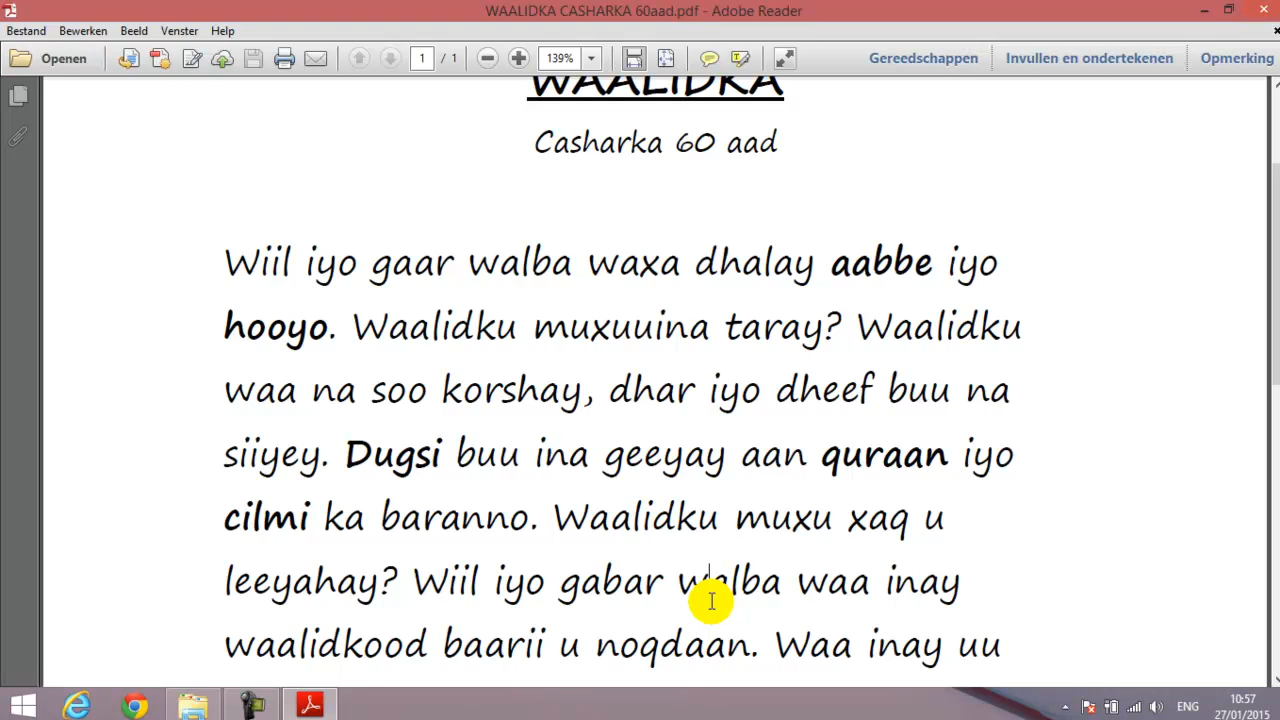 WAALIDKA CASHARKA 60aad.pdf - Adobe Reader
Bestand Bewerken Beeld Venster Help
Openen 1 / 1 139% Gereedschappen Invullen en ondertekenen Opmerking
WAALIDKA
Casharka 60 aad
Wiil iyo gaar walba waxa dhalay aabbe iyo
hooyo. Waalidku muxuuina taray? Waalidku
waa na soo korshay, dhar iyo dheef buu na
siiyey. Dugsi buu ina geeyay aan quraan iyo
cilmi ka baranno. Waalidku muxu xaq u
leeyahay? Wiil iyo gabar walba waa inay
waalidkood baarii u noqdaan. Waa inay uu
ENG
10:57
27/01/2015